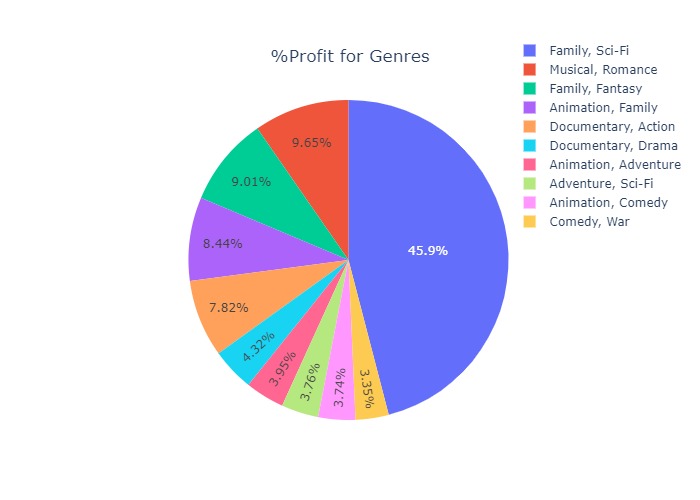 %Profit for Genres
Family, Sci-Fi
Musical, Romance
Family, Fantasy
Animation, Family
Documentary, Action
Documentary, Drama
Animation, Adventure
Adventure, Sci-Fi
Animation, Comedy
Comedy, War
9.65%
9.01%
8.44%
45.9%
7.82%
4.32%
3.95%
3.76%
3.74%
3.35%